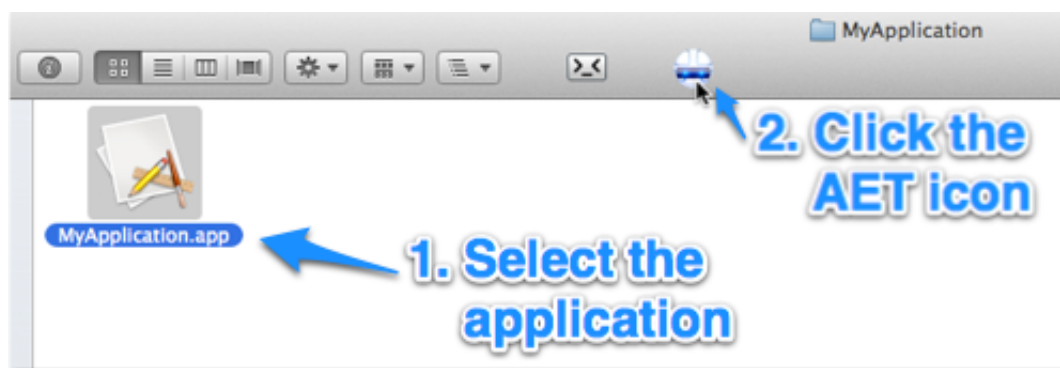 MyApplication
>_<
2. Click the
AET icon
MyApplication.app
1. Select the
application